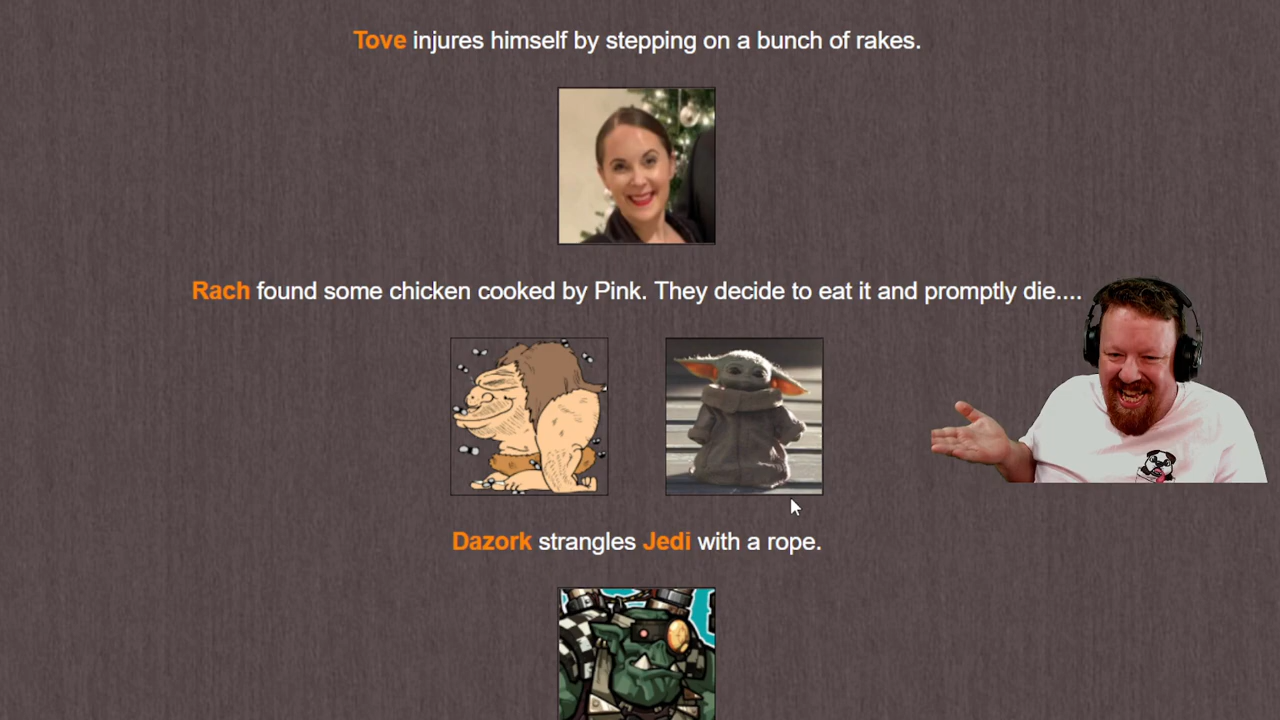 Tove injures himself by stepping on a bunch of rakes.
Rach found some chicken cooked by Pink. They decide to eat it and promptly die....
Dazork strangles Jedi with a rope.